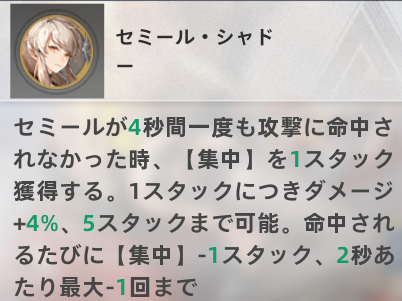 セミール・シャド
ー
セミールが4秒間一度も攻撃に命中さ
れなかった時、【集中】を1スタック
獲得する。1スタックにつきダメージ
+4%、5スタックまで可能。命中され
るたびに【集中】-1スタック、2秒あ
たり最大-1回まで